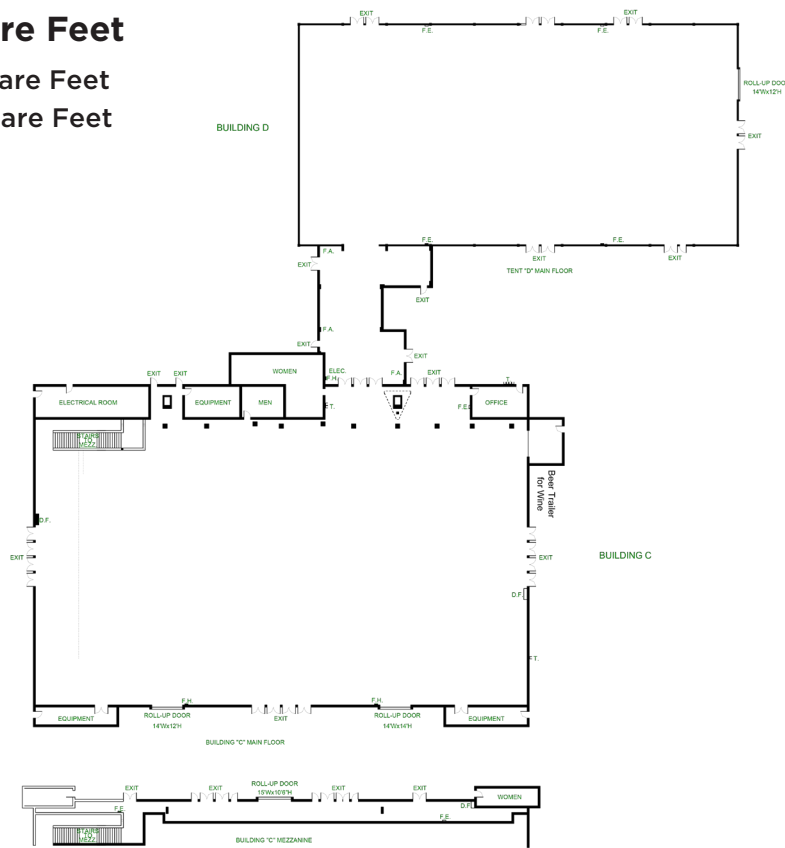 re Feet
are Feet
are Feet
EXIT
EXIT
F.E.
F.E.
ROLL-UP DOO
14'Wx12'H
BUILDING D
EXIT
F.E.
F.E.
F.A.
EXIT
EXIT
EXIT
TENT "D" MAIN FLOOR
EXIT
F.A.
EXIT
EXIT
WOMEN
ELEC.
F.H.
F.A.
EXIT
EXIT
EXIT
T.
ELECTRICAL ROOM
EQUIPMENT
MEN
F.T.
F.E.
OFFICE
STAIRS
TO
MEZZ
Beer Trailer
for Wine
D.F.
EXIT
EXIT
BUILDING C
D.F.
F.T.
F.H.
F.H.
EQUIPMENT
ROLL-UP DOOR
14'Wx12'H
EXIT
ROLL-UP DOOR
14'Wx14'H
EQUIPMENT
BUILDING "C" MAIN FLOOR
EXIT
EXIT
ROLL-UP DOOR
15'Wx10'6"H
EXIT
EXIT
WOMEN
F.E.
D.F.
F.E.
STAIRS
TO
MEZZ
BUILDING "C" MEZZANINE